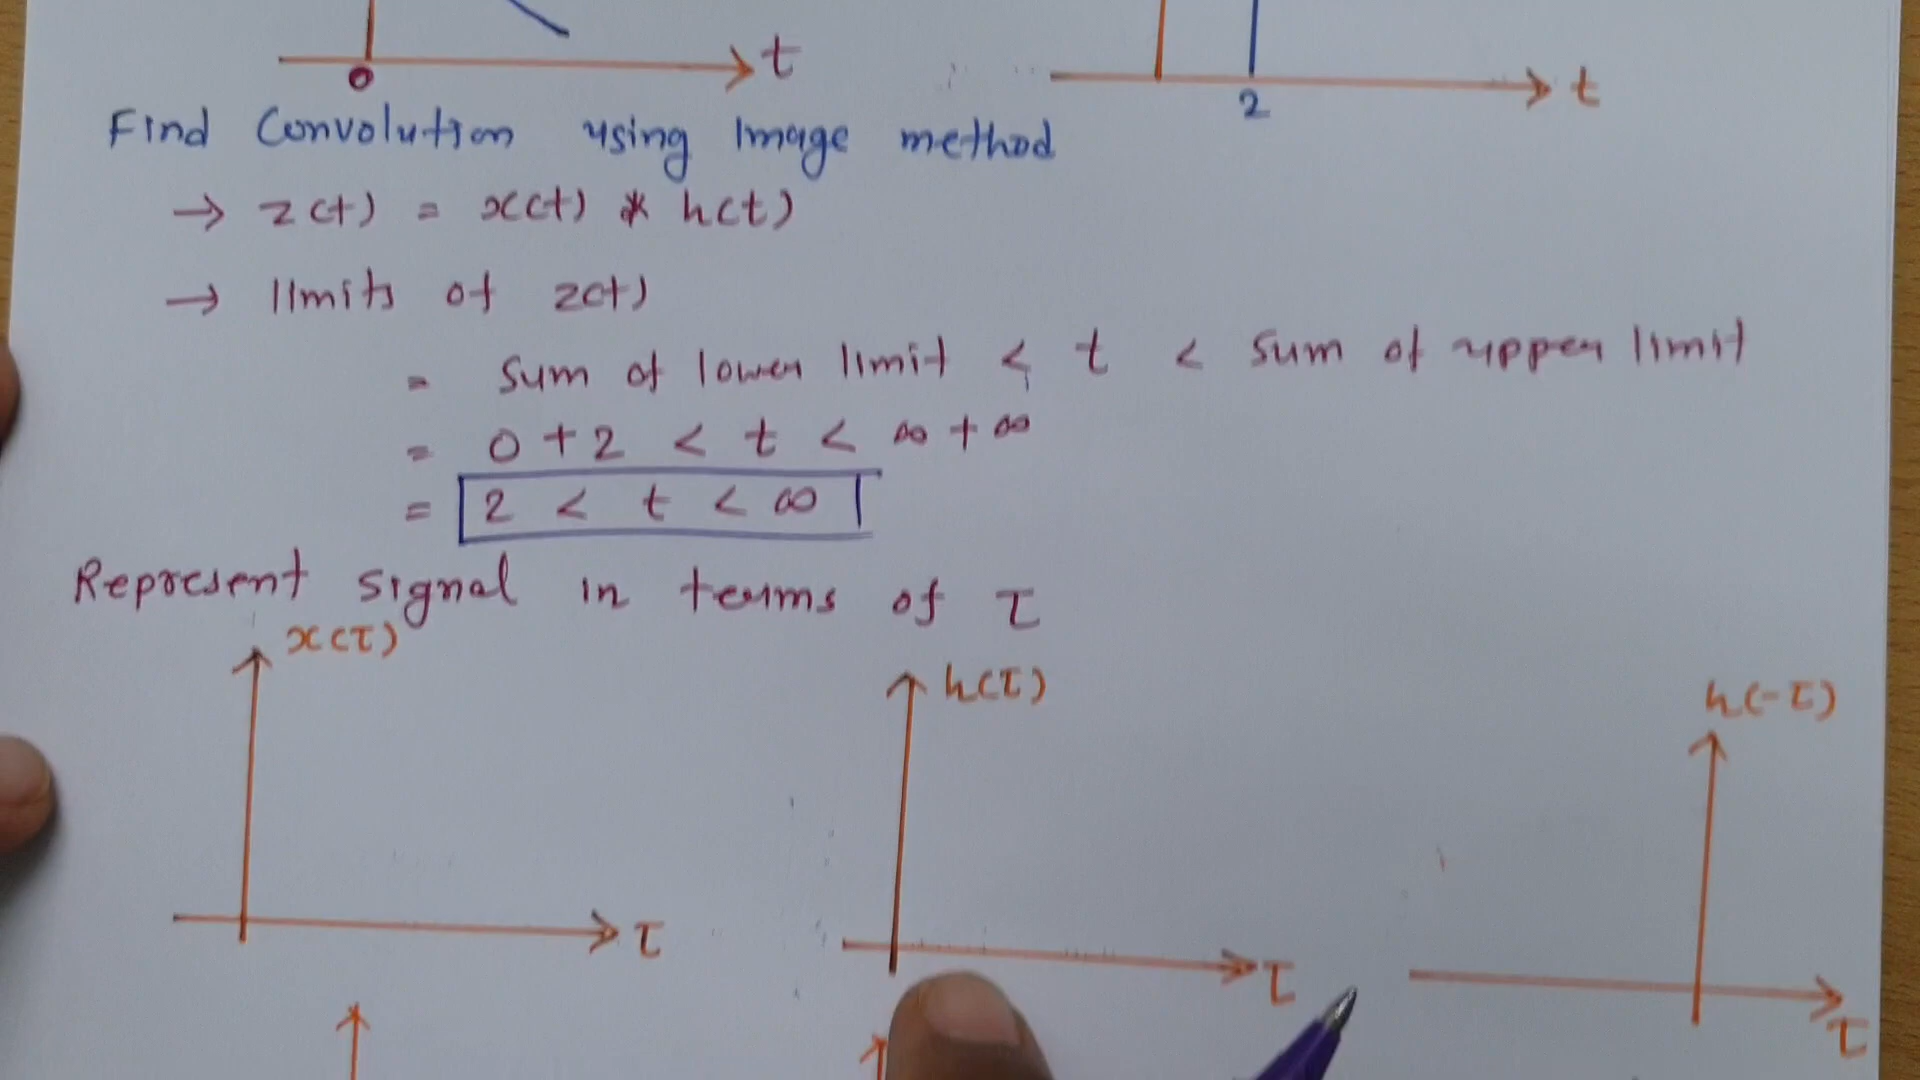 0 t
2 t
Find Convolution using Image method
→ z(t) = x(t) * h(t)
→ limits of z(t)
= sum of lower limit < t < sum of upper limit
= 0 + 2 < t < ∞ + ∞
= 2 < t < ∞
Represent signal in terms of τ
x(τ)
h(τ)
h(-τ)
τ
τ
τ